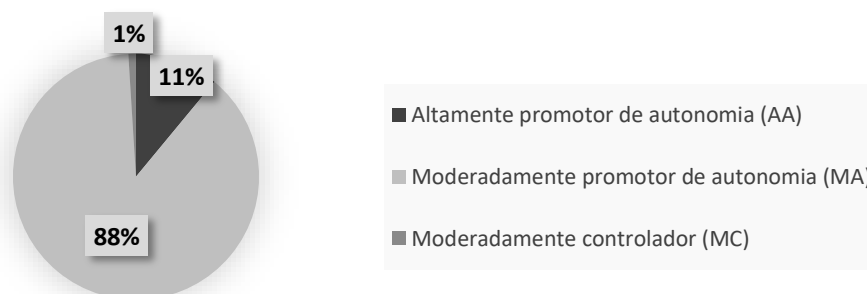 1%
11%
88%
Altamente promotor de autonomia (AA)
Moderadamente promotor de autonomia (MA)
Moderadamente controlador (MC)